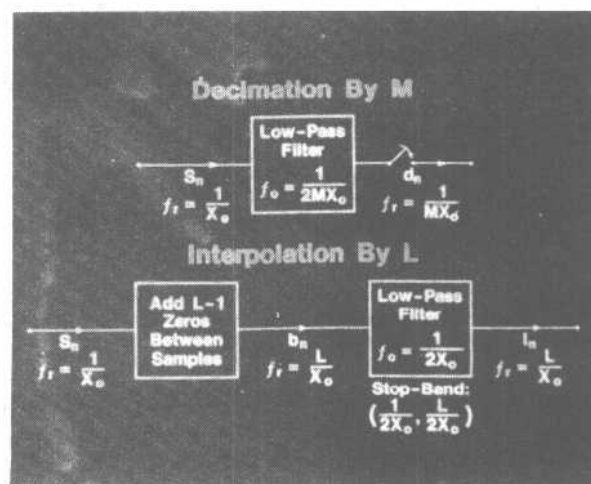 Decimation By M
Low-Pass
Filter
f₀ = 1/2MX₀
Sₙ
fᵣ = 1/X₀
dₙ
fᵣ = 1/MX₀
Interpolation By L
Add L-1
Zeros
Between
Samples
Low-Pass
Filter
f₀ = 1/2X₀
Sₙ
fᵣ = 1/X₀
bₙ
fᵣ = L/X₀
Iₙ
fᵣ = L/X₀
Stop-Band:
(1/2X₀, L/2X₀)